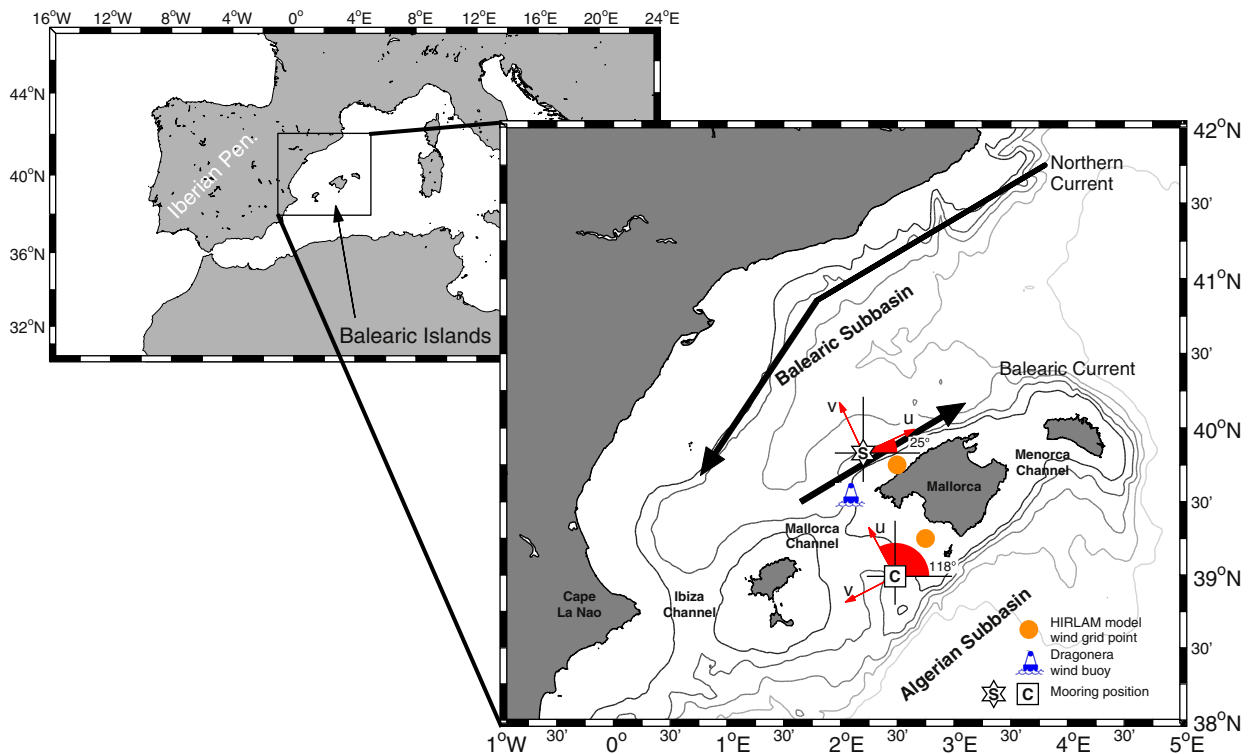 16°W 12°W 8°W 4°W 0° 4°E 8°E 12°E 16°E 20°E 24°E
44°N
40°N
36°N
32°N
Iberian Pen.
Balearic Islands
42°N
30'
41°N
30'
40°N
30'
39°N
30'
38°N
Northern
Current
Balearic Subbasin
Balearic Current
v
u
S
25°
Menorca
Channel
Mallorca
Mallorca
Channel
u
118°
C
v
Cape
La Nao
Ibiza
Channel
Algerian Subbasin
HIRLAM model
wind grid point
Dragonera
wind buoy
S C Mooring position
1°W 30' 0° 30' 1°E 30' 2°E 30' 3°E 30' 4°E 30' 5°E